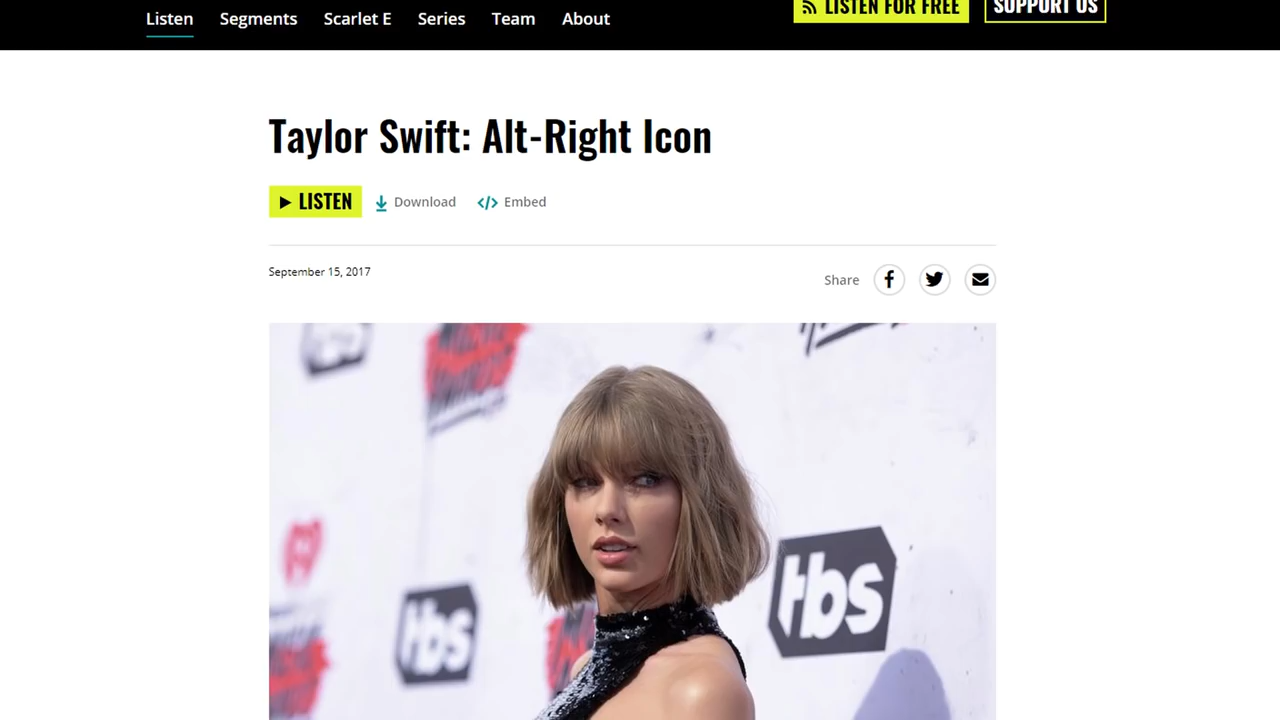 Listen Segments Scarlet E Series Team About
LISTEN FOR FREE SUPPORT US
Taylor Swift: Alt-Right Icon
LISTEN Download </> Embed
September 15, 2017
Share
tbs
tbs